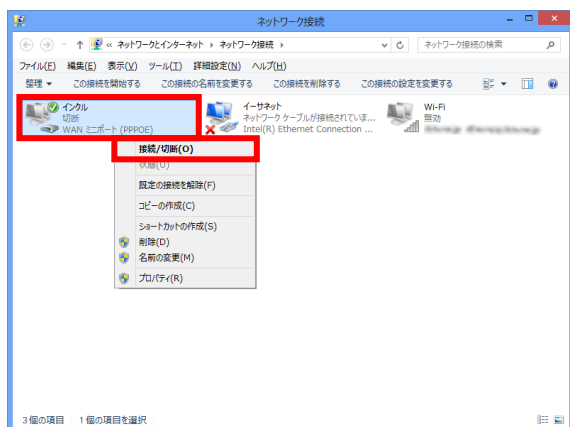 ネットワーク接続
« ネットワークとインターネット › ネットワーク接続 ›
ネットワーク接続の検索
ファイル(F) 編集(E) 表示(V) ツール(T) 詳細設定(N) ヘルプ(H)
整理 この接続を開始する この接続の名前を変更する この接続を削除する この接続の設定を変更する
インクル
切断
WAN ミニポート (PPPOE)
イーサネット
ネットワーク ケーブルが接続されていま...
Intel(R) Ethernet Connection ...
Wi-Fi
無効
接続/切断(O)
状態(U)
既定の接続を解除(F)
コピーの作成(C)
ショートカットの作成(S)
削除(D)
名前の変更(M)
プロパティ(R)
3 個の項目 1 個の項目を選択